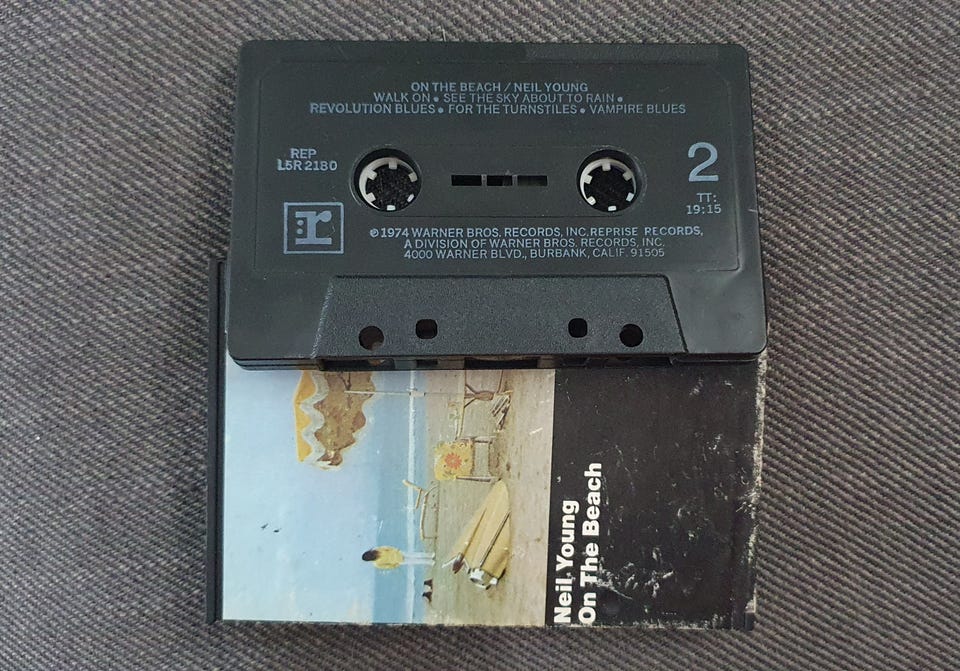 ON THE BEACH / NEIL YOUNG
WALK ON • SEE THE SKY ABOUT TO RAIN •
REVOLUTION BLUES • FOR THE TURNSTILES • VAMPIRE BLUES
REP
L5R 2180
2
TT:
19:15
r
℗ 1974 WARNER BROS. RECORDS, INC. REPRISE RECORDS,
A DIVISION OF WARNER BROS. RECORDS, INC.
4000 WARNER BLVD., BURBANK, CALIF. 91505
Neil Young
On The Beach